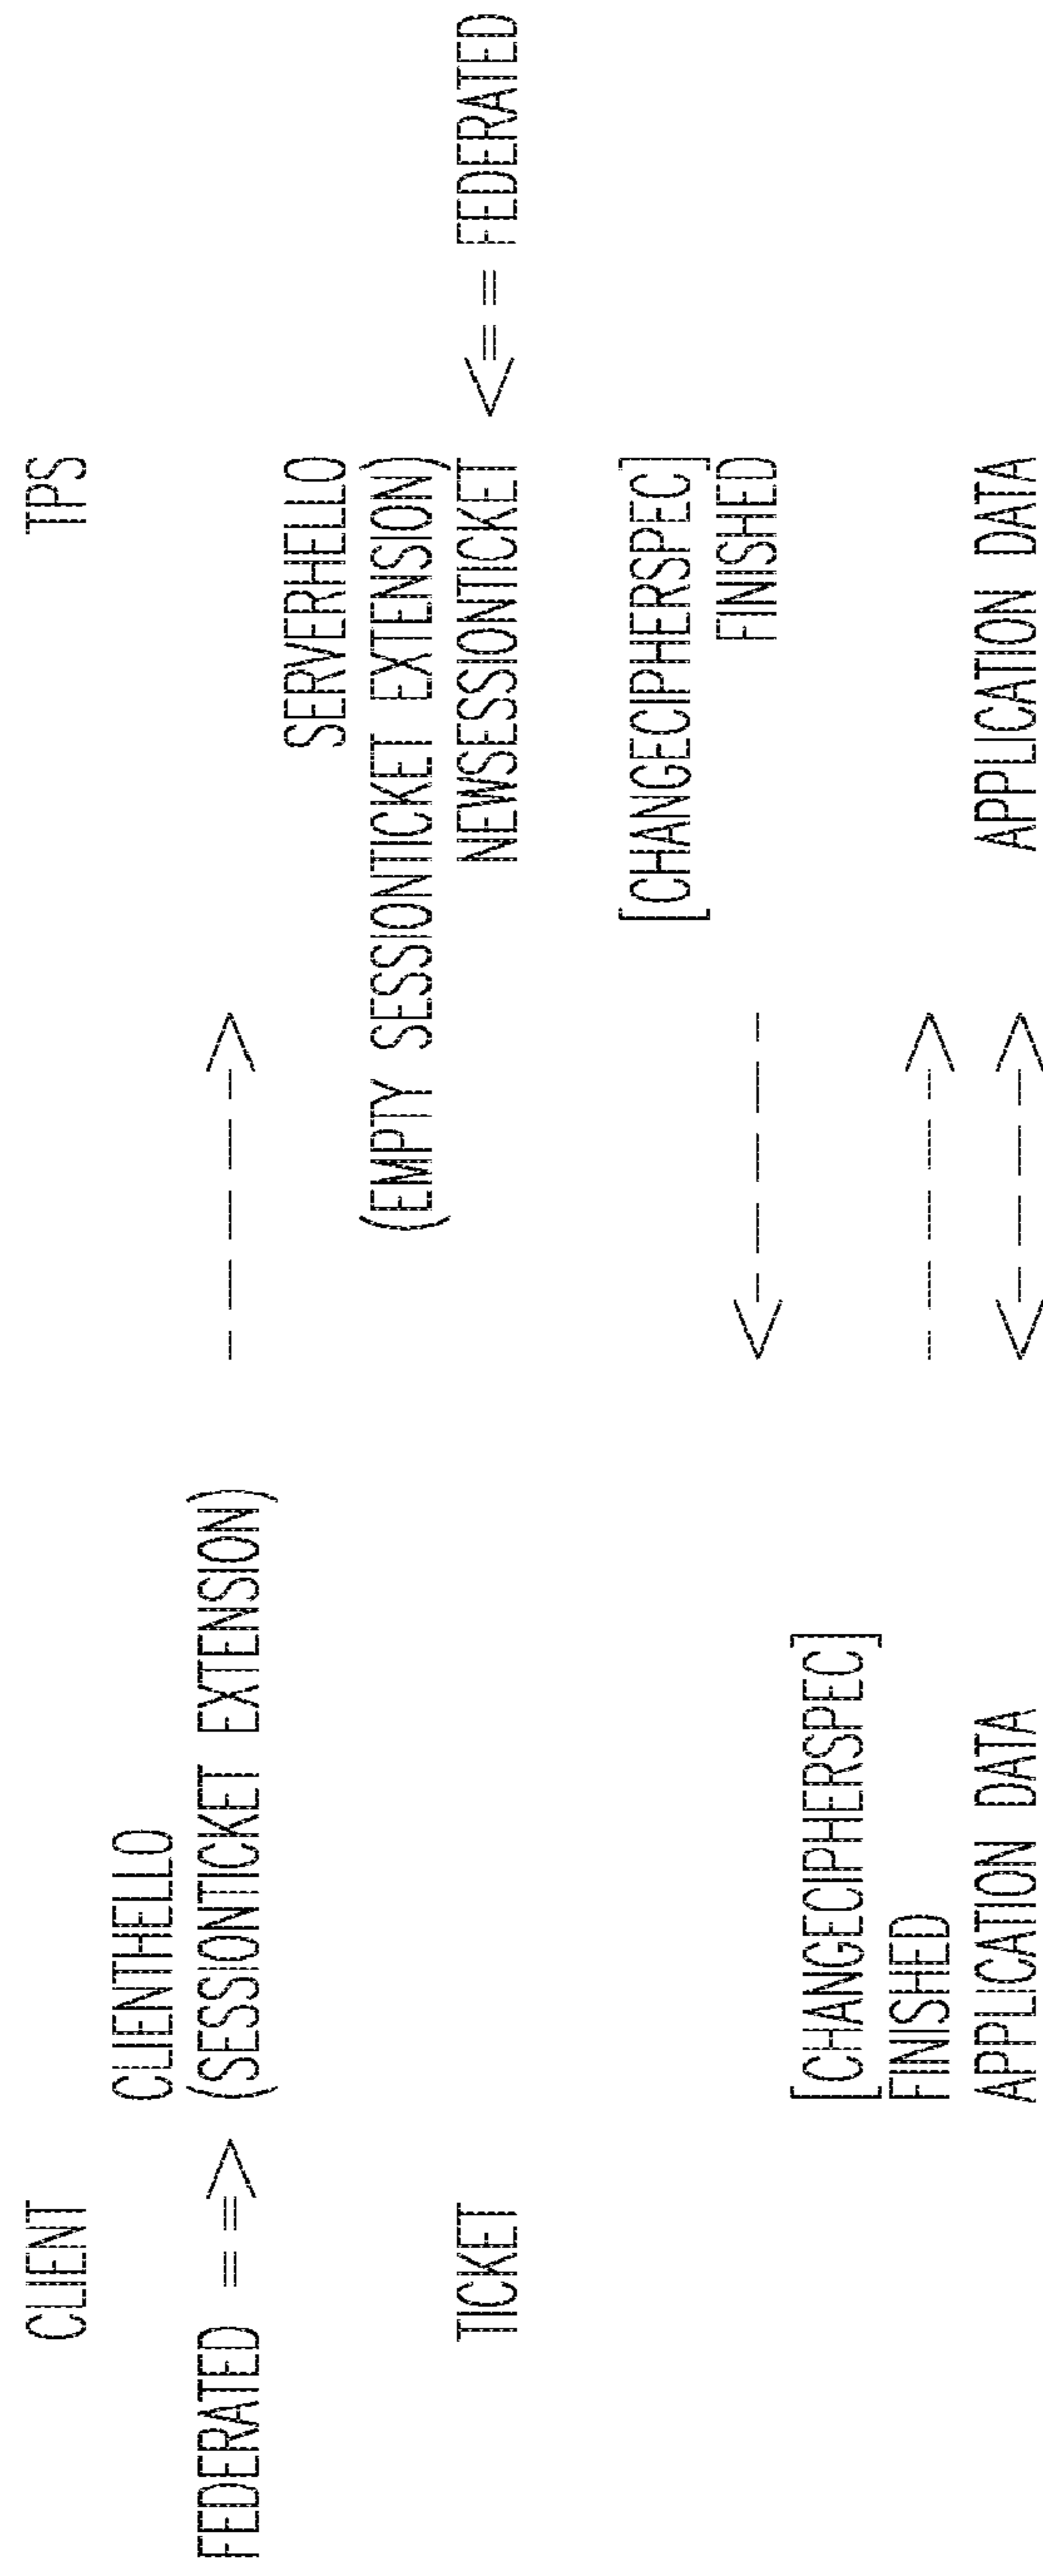 CLIENT TPS
CLIENTHELLO
FEDERATED ==> (SESSIONTICKET EXTENSION) ---->
SERVERHELLO
(EMPTY SESSIONTICKET EXTENSION)
TICKET NEWSESSIONTICKET <== FEDERATED
[CHANGECIPHERSPEC]
<---- FINISHED
[CHANGECIPHERSPEC]
FINISHED ---->
APPLICATION DATA <---> APPLICATION DATA